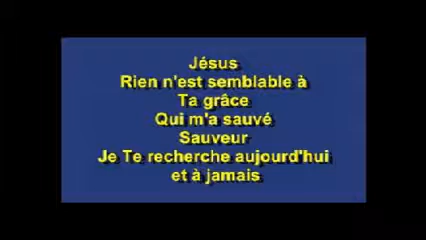 Jésus
Rien n'est semblable à
Ta grâce
Qui m'a sauvé
Sauveur
Je Te recherche aujourd'hui
et à jamais